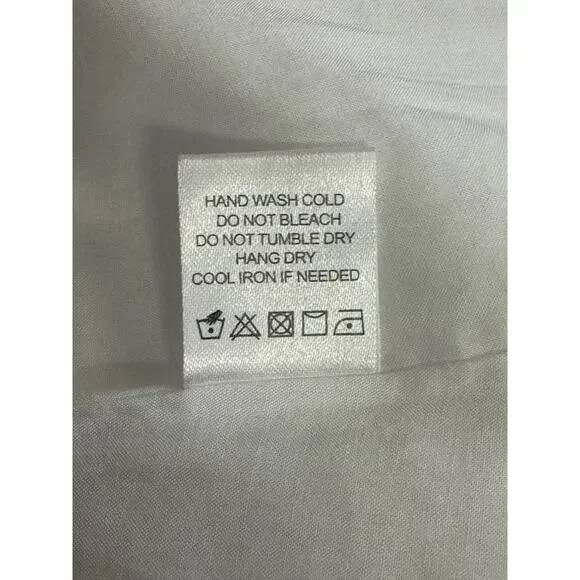 HAND WASH COLD
DO NOT BLEACH
DO NOT TUMBLE DRY
HANG DRY
COOL IRON IF NEEDED